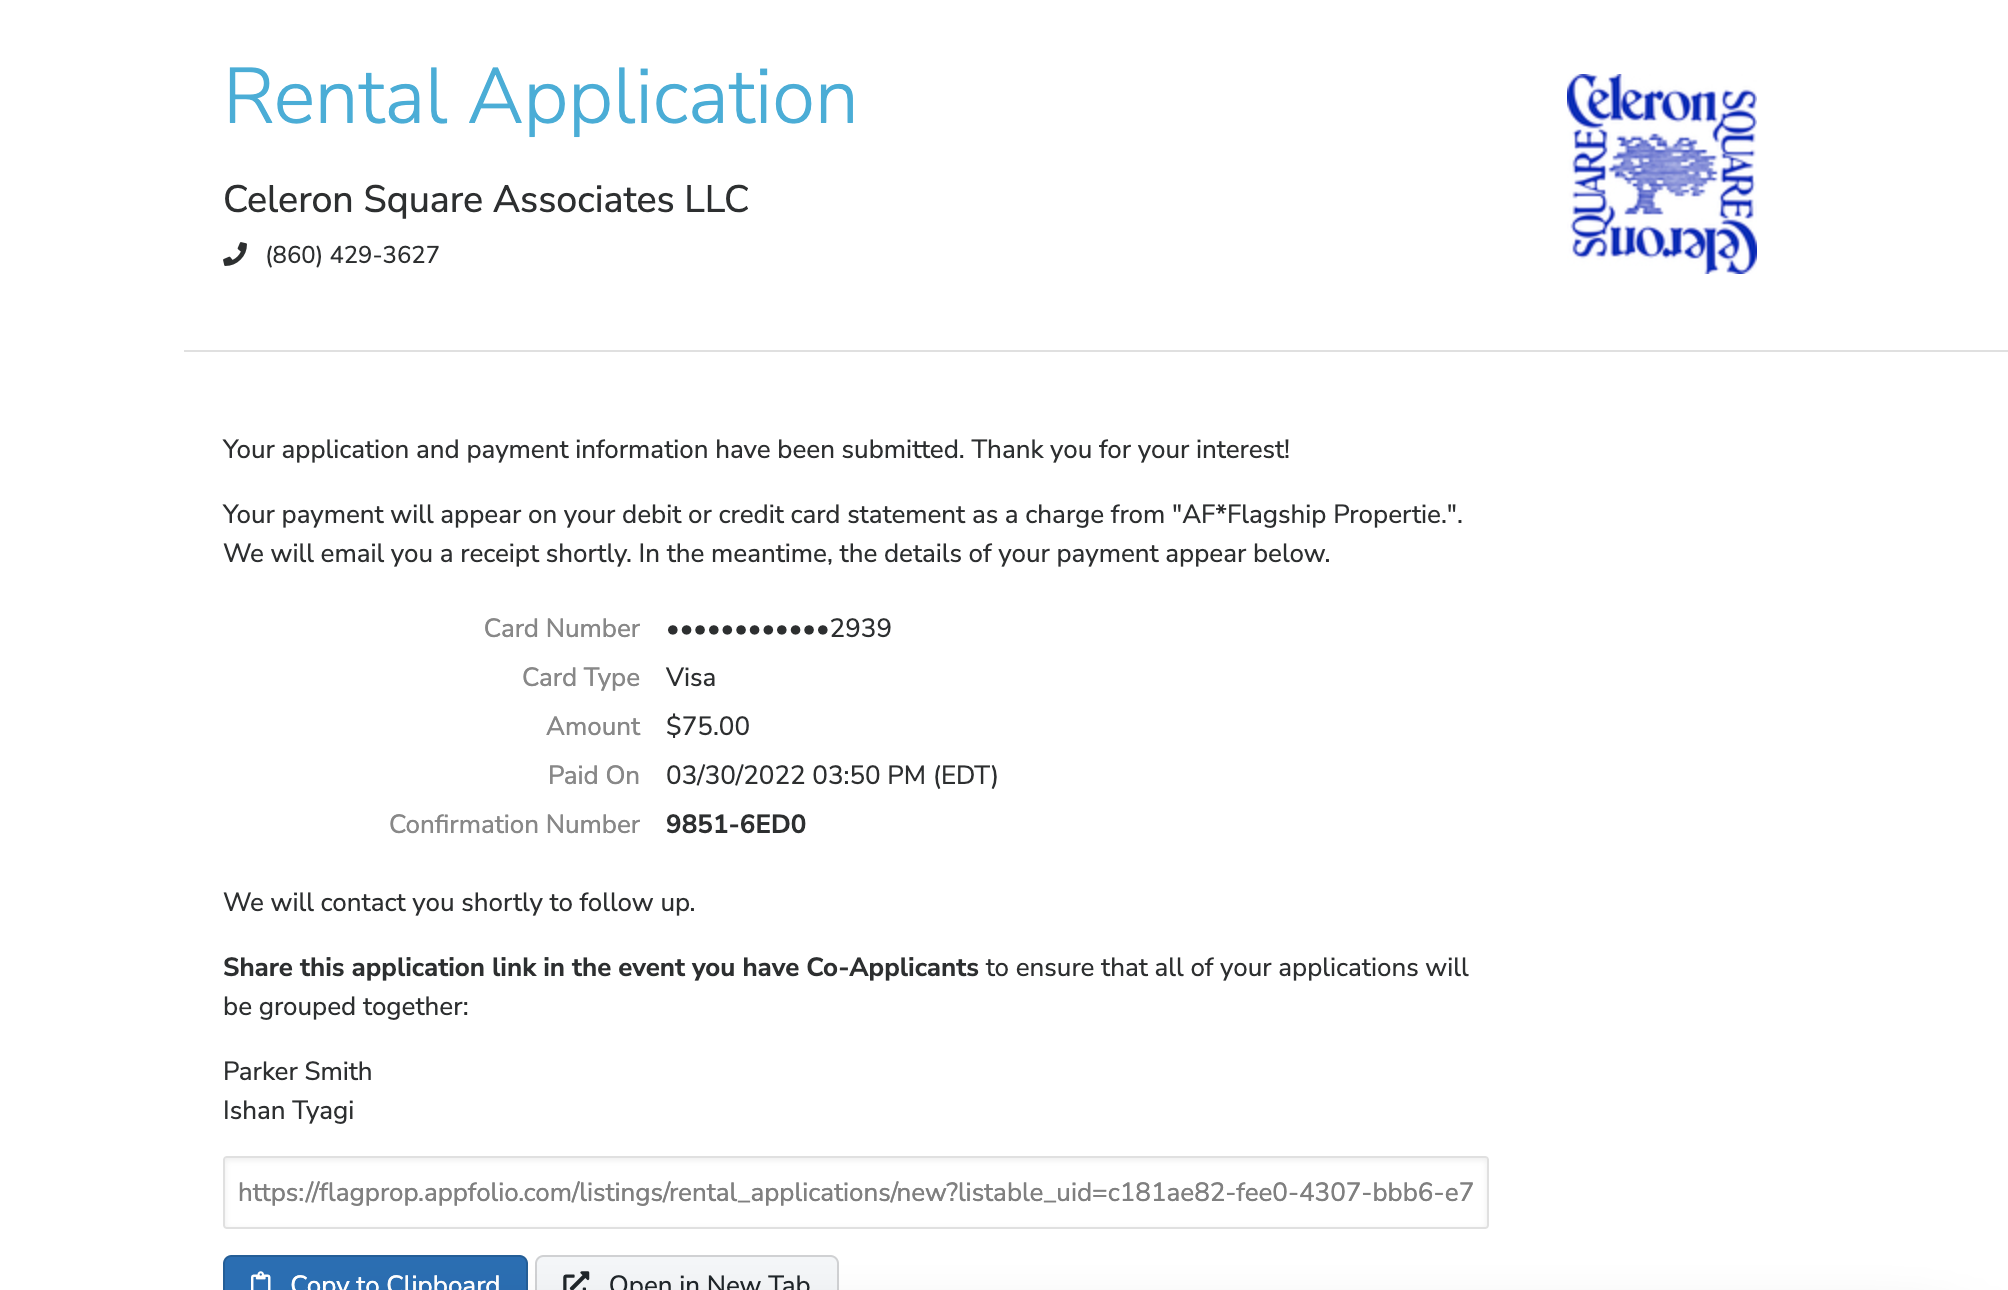 Rental Application
Celeron
SQUARE
SQUARE
Celeron
Celeron Square Associates LLC
(860) 429-3627
Your application and payment information have been submitted. Thank you for your interest!
Your payment will appear on your debit or credit card statement as a charge from "AF*Flagship Propertie.".
We will email you a receipt shortly. In the meantime, the details of your payment appear below.
Card Number ••••••••••••2939
Card Type Visa
Amount $75.00
Paid On 03/30/2022 03:50 PM (EDT)
Confirmation Number 9851-6ED0
We will contact you shortly to follow up.
Share this application link in the event you have Co-Applicants to ensure that all of your applications will
be grouped together:
Parker Smith
Ishan Tyagi
https://flagprop.appfolio.com/listings/rental_applications/new?listable_uid=c181ae82-fee0-4307-bbb6-e7
Copy to Clipboard Open in New Tab